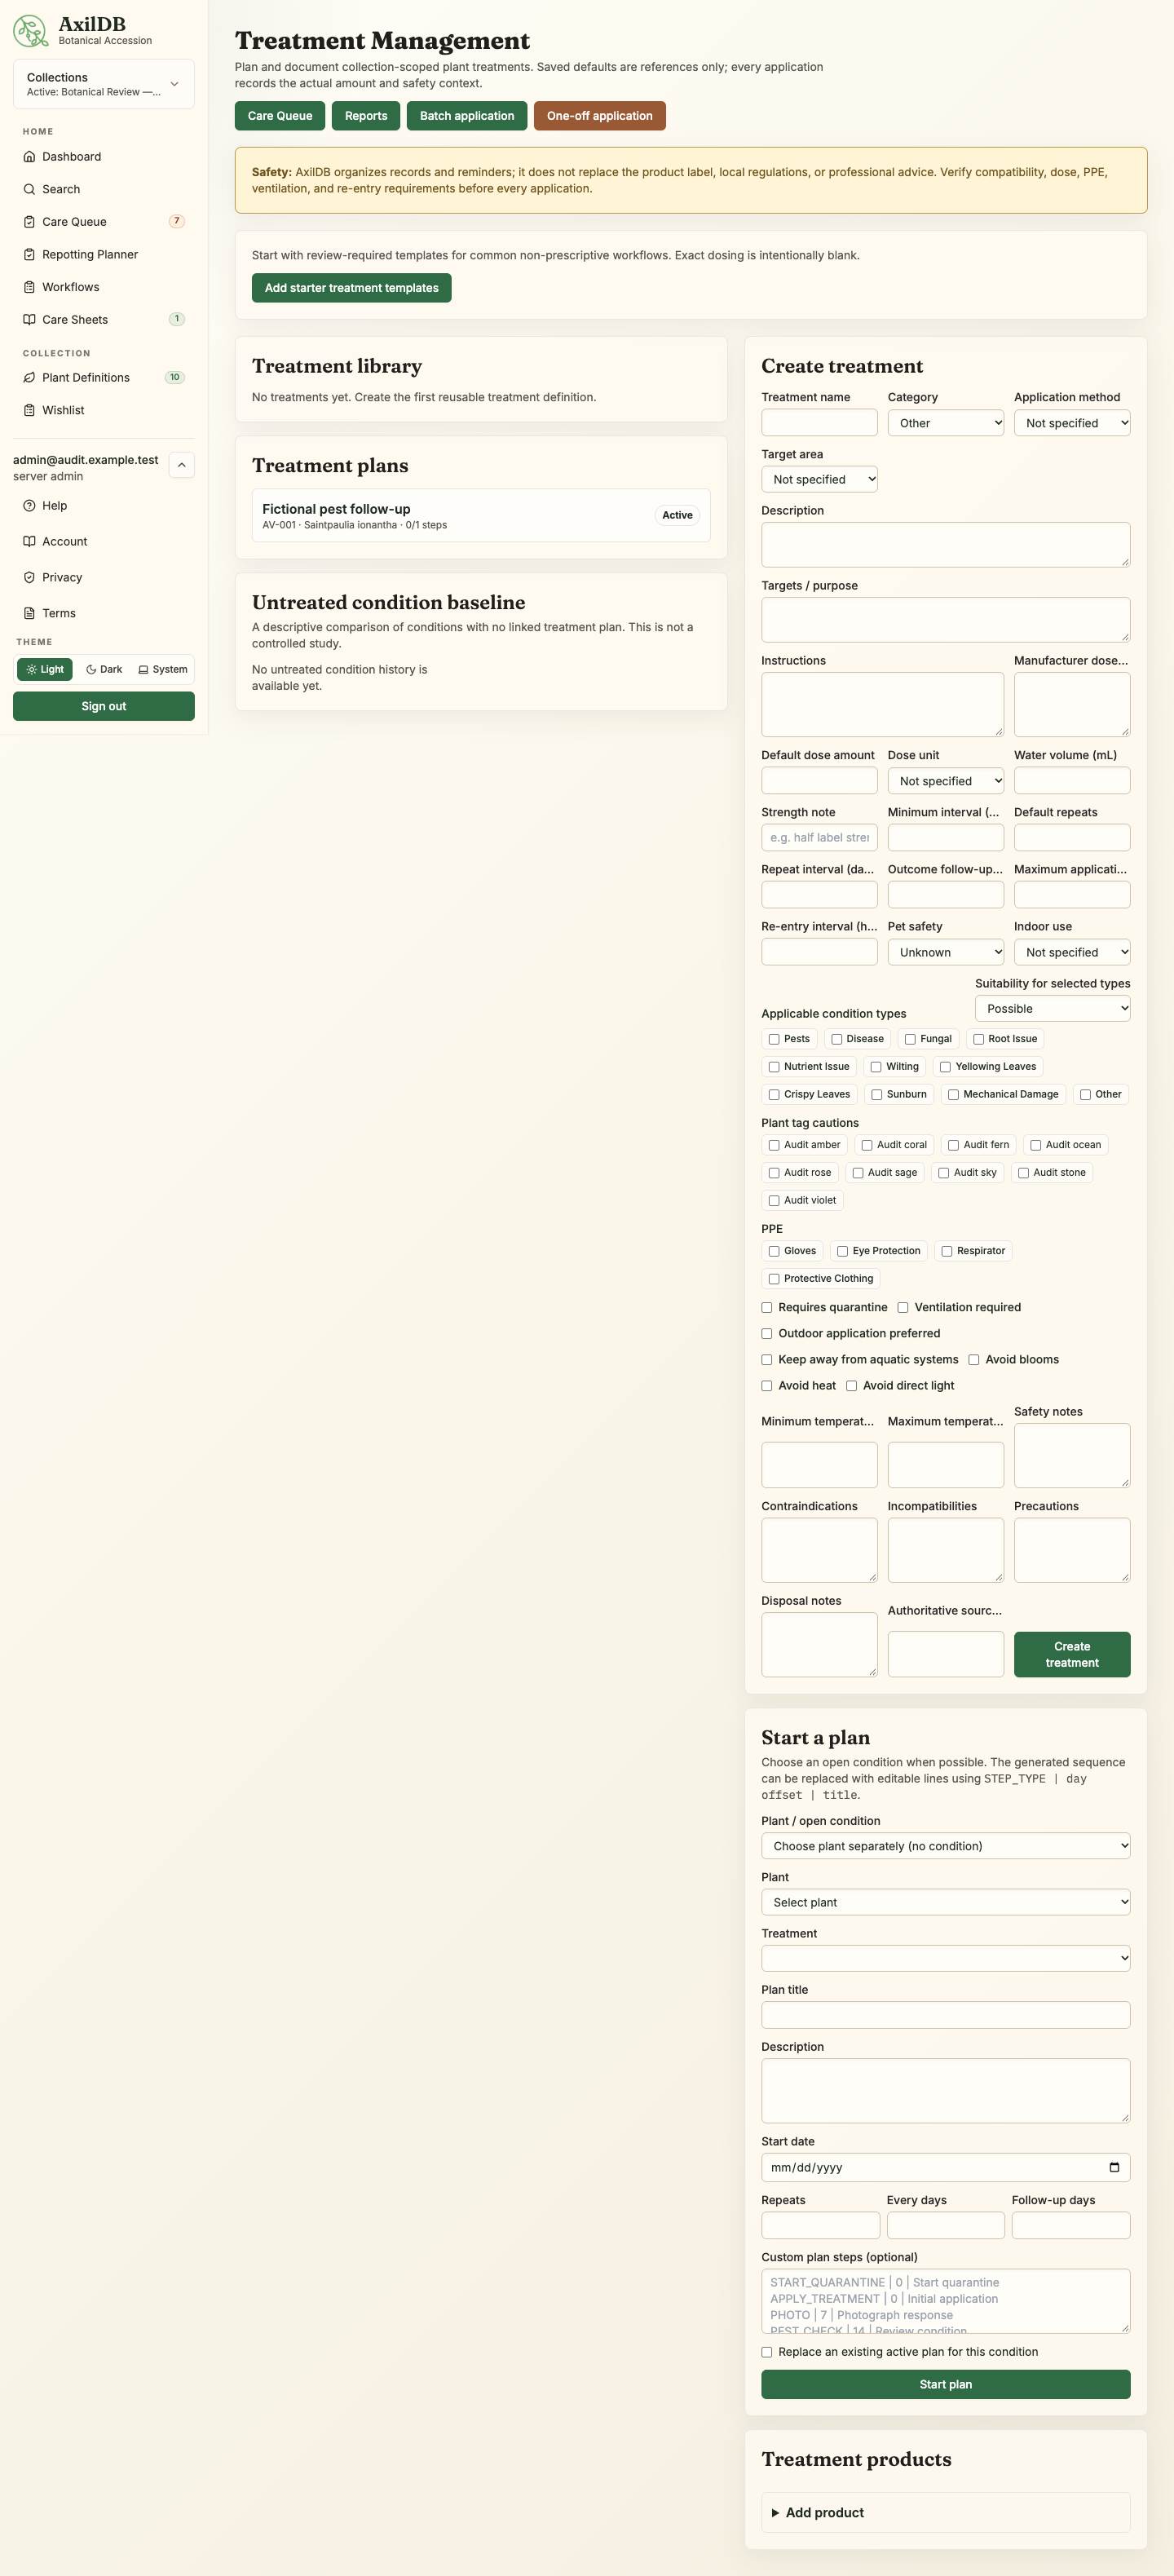 AxilDB
Botanical Accession
Collections
Active: Botanical Review —...
HOME
Dashboard
Search
Care Queue 7
Repotting Planner
Workflows
Care Sheets 1
COLLECTION
Plant Definitions 10
Wishlist
admin@audit.example.test
server admin
Help
Account
Privacy
Terms
THEME
Light Dark System
Sign out
Treatment Management
Plan and document collection-scoped plant treatments. Saved defaults are references only; every application
records the actual amount and safety context.
Care Queue Reports Batch application One-off application
Safety: AxilDB organizes records and reminders; it does not replace the product label, local regulations, or professional advice. Verify compatibility, dose, PPE,
ventilation, and re-entry requirements before every application.
Start with review-required templates for common non-prescriptive workflows. Exact dosing is intentionally blank.
Add starter treatment templates
Treatment library
No treatments yet. Create the first reusable treatment definition.
Treatment plans
Fictional pest follow-up
AV-001 · Saintpaulia ionantha · 0/1 steps
Active
Untreated condition baseline
A descriptive comparison of conditions with no linked treatment plan. This is not a
controlled study.
No untreated condition history is
available yet.
Create treatment
Treatment name Category Application method
Other Not specified
Target area
Not specified
Description
Targets / purpose
Instructions Manufacturer dose...
Default dose amount Dose unit Water volume (mL)
Not specified
Strength note Minimum interval (... Default repeats
e.g. half label stre
Repeat interval (da... Outcome follow-up... Maximum applicati...
Re-entry interval (h... Pet safety Indoor use
Unknown Not specified
Suitability for selected types
Applicable condition types Possible
Pests Disease Fungal Root Issue
Nutrient Issue Wilting Yellowing Leaves
Crispy Leaves Sunburn Mechanical Damage Other
Plant tag cautions
Audit amber Audit coral Audit fern Audit ocean
Audit rose Audit sage Audit sky Audit stone
Audit violet
PPE
Gloves Eye Protection Respirator
Protective Clothing
Requires quarantine Ventilation required
Outdoor application preferred
Keep away from aquatic systems Avoid blooms
Avoid heat Avoid direct light
Minimum temperat... Maximum temperat... Safety notes
Contraindications Incompatibilities Precautions
Disposal notes Authoritative sourc...
Create
treatment
Start a plan
Choose an open condition when possible. The generated sequence
can be replaced with editable lines using STEP_TYPE | day
offset | title.
Plant / open condition
Choose plant separately (no condition)
Plant
Select plant
Treatment
Plan title
Description
Start date
mm/dd/yyyy
Repeats Every days Follow-up days
Custom plan steps (optional)
START_QUARANTINE | 0 | Start quarantine
APPLY_TREATMENT | 0 | Initial application
PHOTO | 7 | Photograph response
PEST_CHECK | 14 | Review condition
Replace an existing active plan for this condition
Start plan
Treatment products
Add product